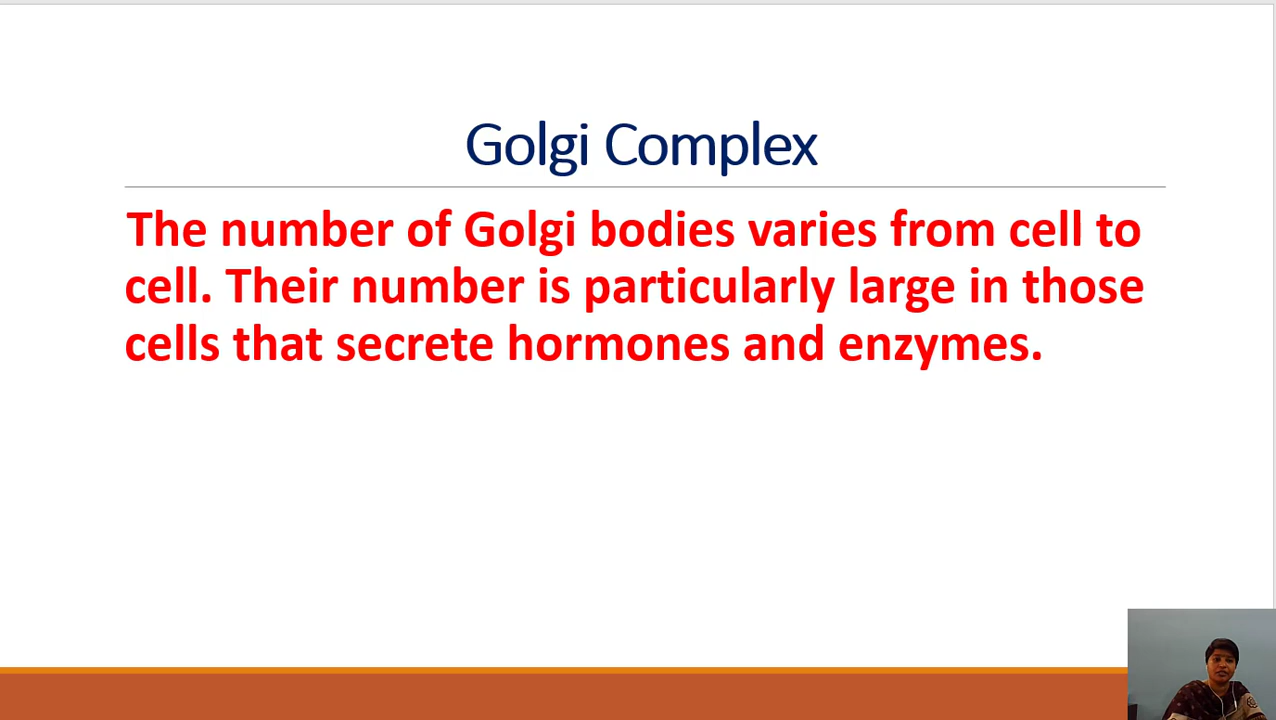 Golgi Complex
The number of Golgi bodies varies from cell to
cell. Their number is particularly large in those
cells that secrete hormones and enzymes.